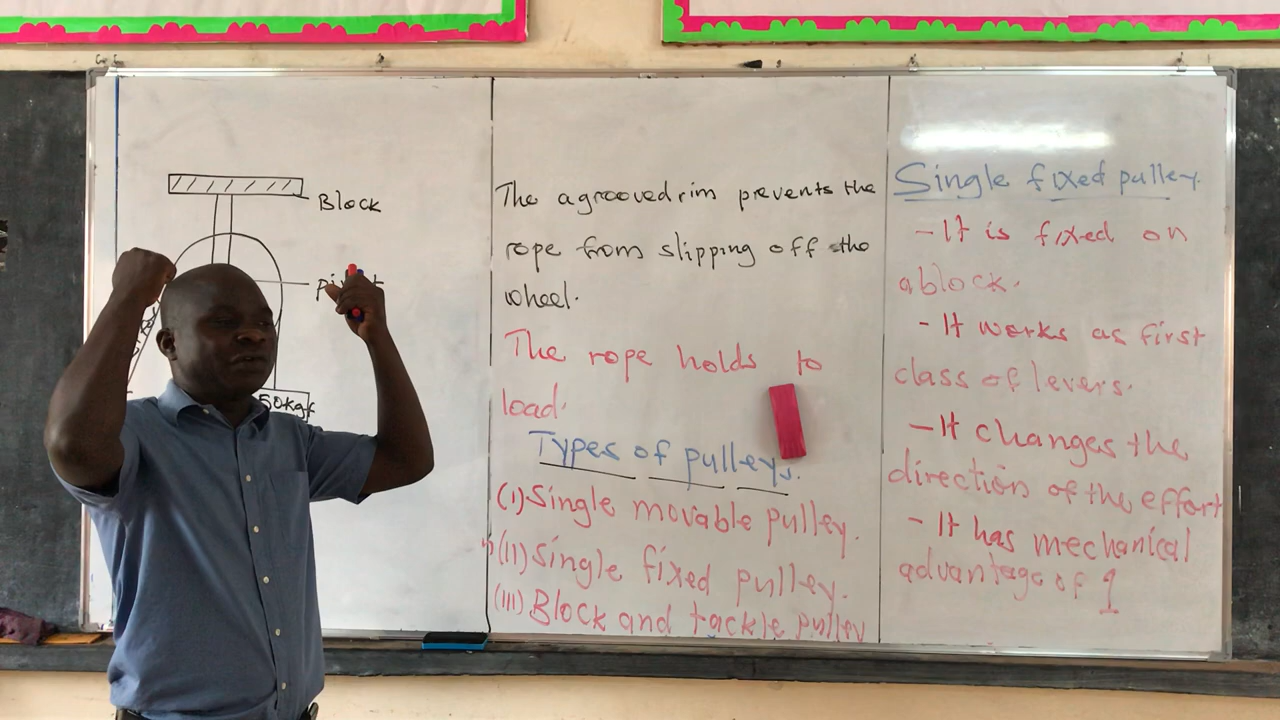 Block
50kgf
The agrooved rim prevents the
rope from slipping off the
wheel.
The rope holds to
load.
Types of pulleys.
(I) Single movable pulley.
(II) Single fixed pulley.
(III) Block and tackle pulley
Single fixed pulley.
- It is fixed on
ablock.
- It works as first
class of levers.
- It changes the
direction of the effort
- It has mechanical
advantage of 1